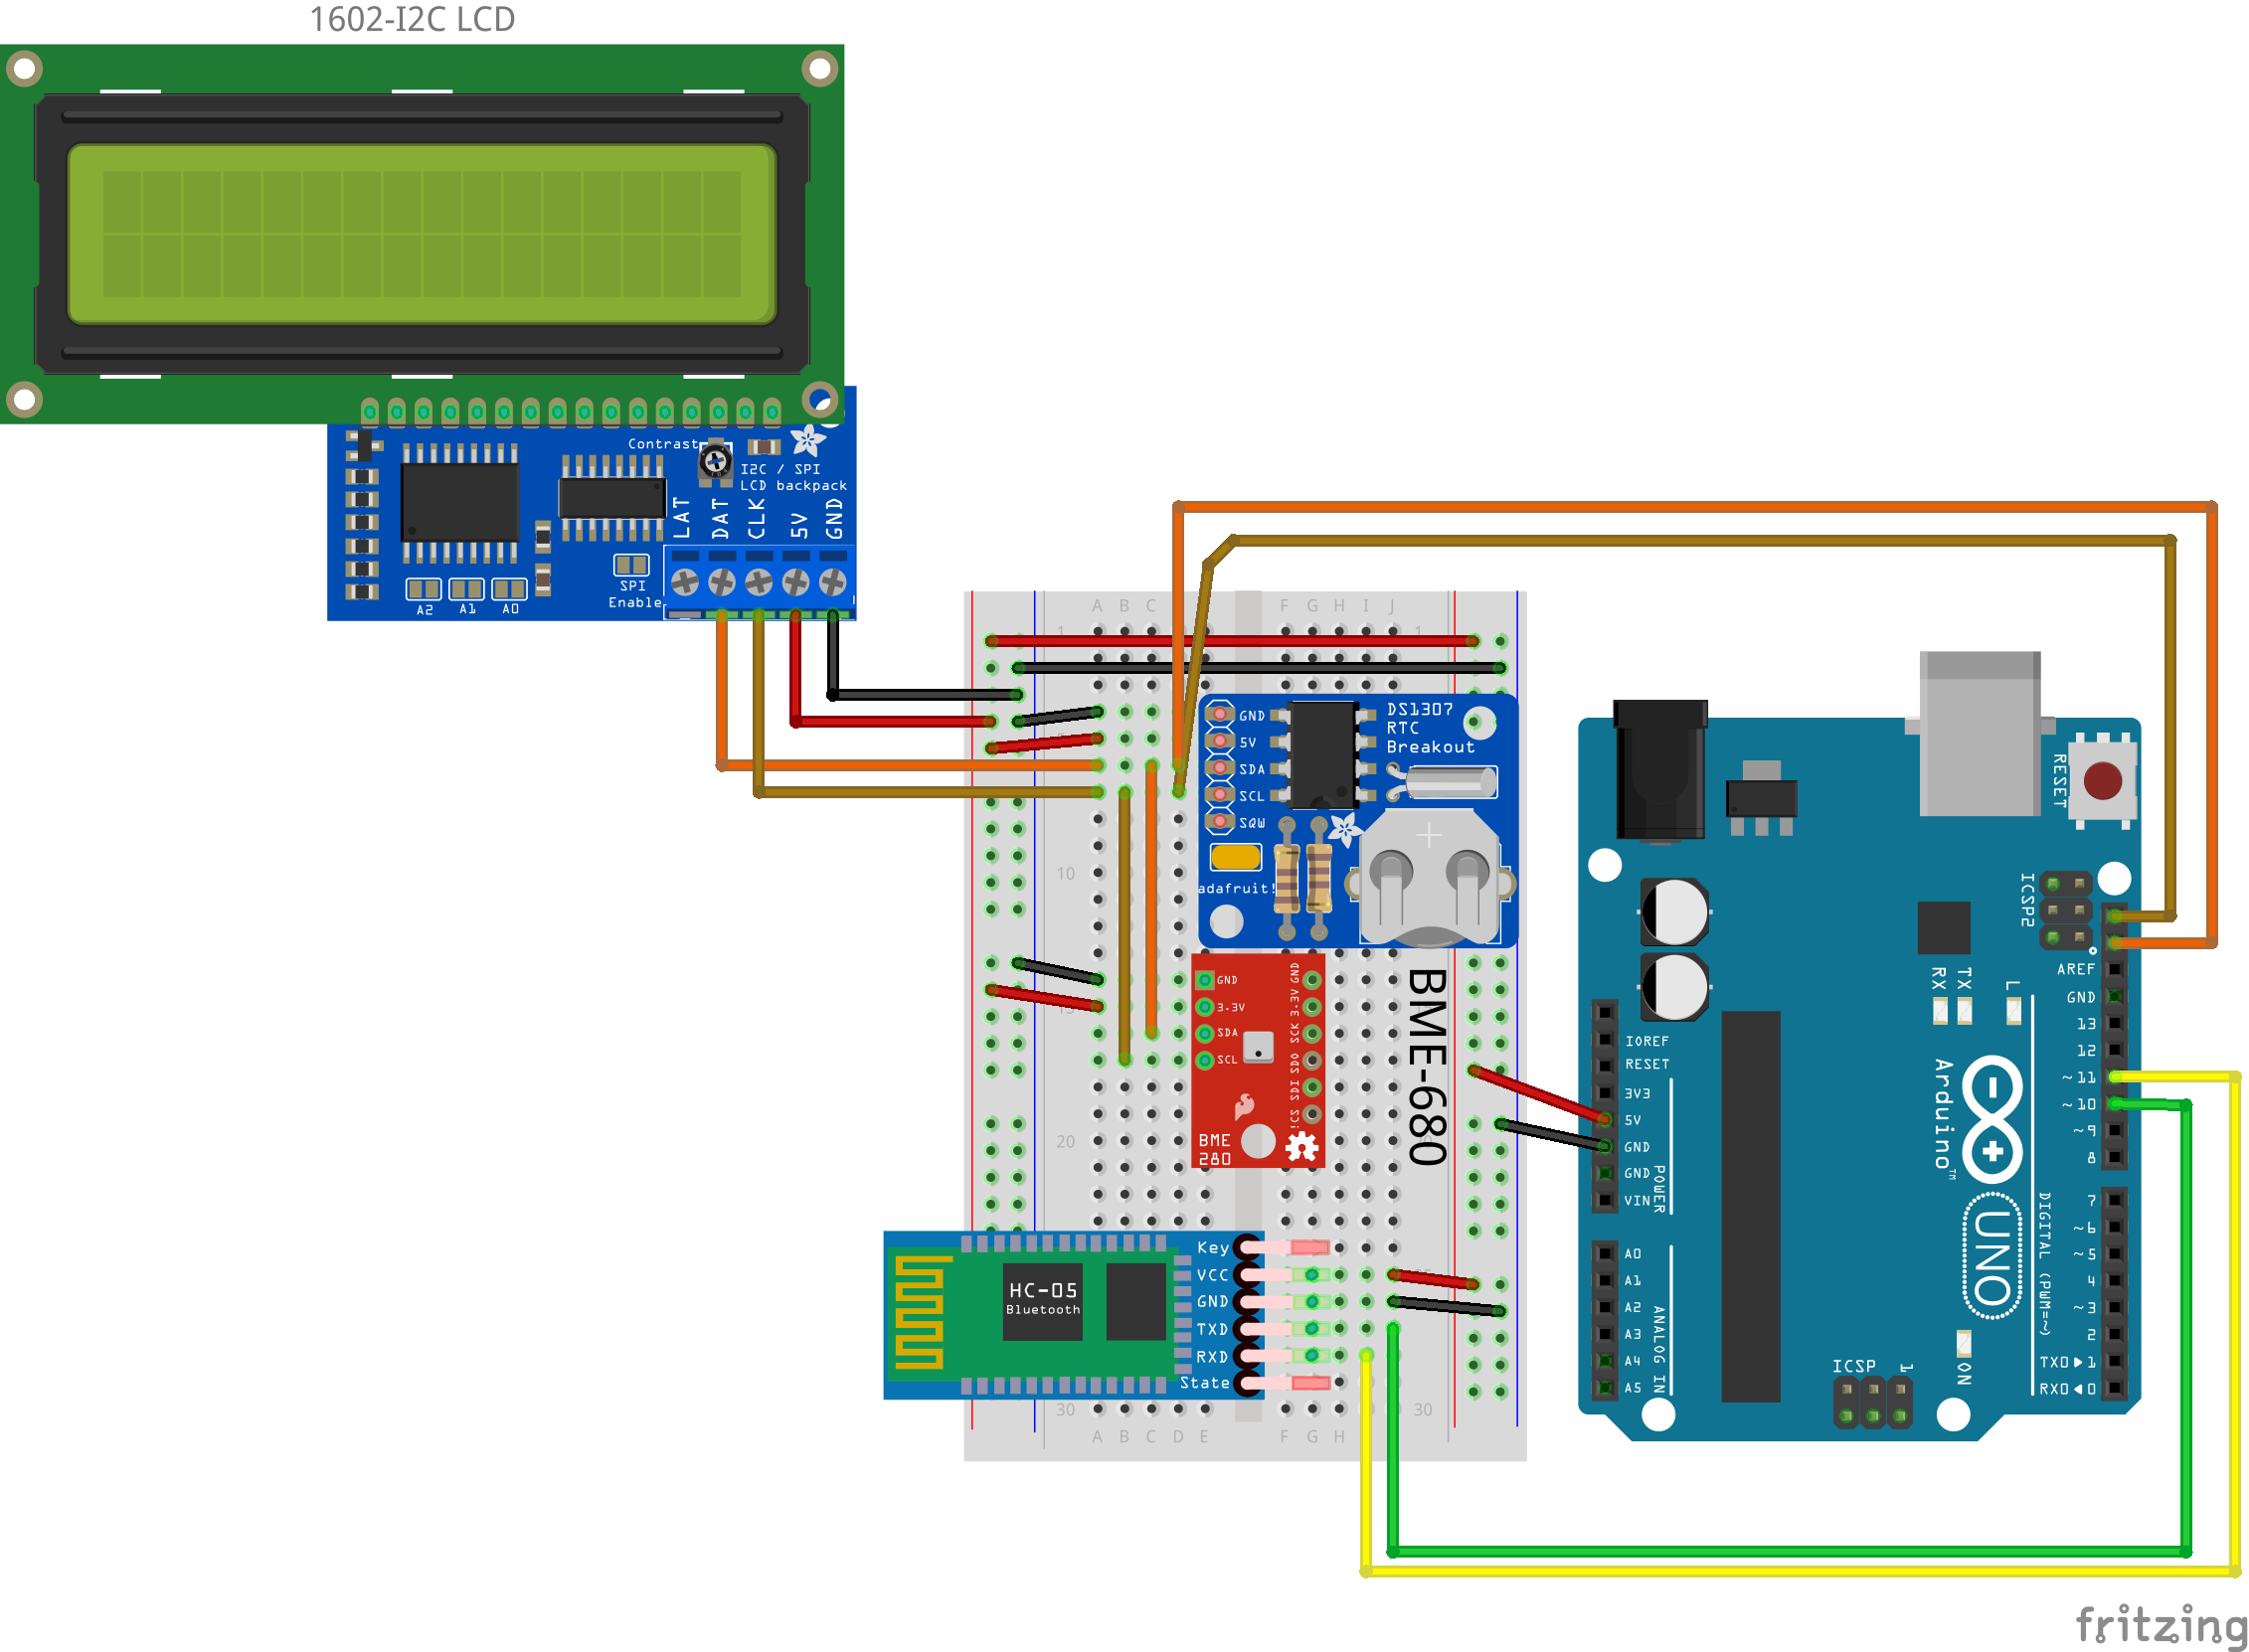 1602-I2C LCD
Contrast
I2C / SPI
LCD backpack
LAT
DAT
CLK
5V
GND
SPI
Enable
A2
A1
A0
A B C
F G H I J
1
1
DS1307
RTC
Breakout
GND
5V
SDA
SCL
SQW
adafruit!
10
GND
3.3V
SDA
SCL
GND
3.3V
SCK
SDO
SDI
!CS
BME
280
BME-680
20
HC-05
Bluetooth
Key
VCC
GND
TXD
RXD
State
30
30
A B C D E
F G H
RESET
ICSP2
RX
TX
L
AREF
GND
13
12
~11
~10
~9
8
7
~6
~5
4
~3
2
TX0▶1
RX0◀0
IOREF
RESET
3V3
5V
GND
GND
VIN
POWER
A0
A1
A2
A3
A4
A5
ANALOG IN
Arduino™
UNO
DIGITAL (PWM=~)
ICSP
1
ON
fritzing